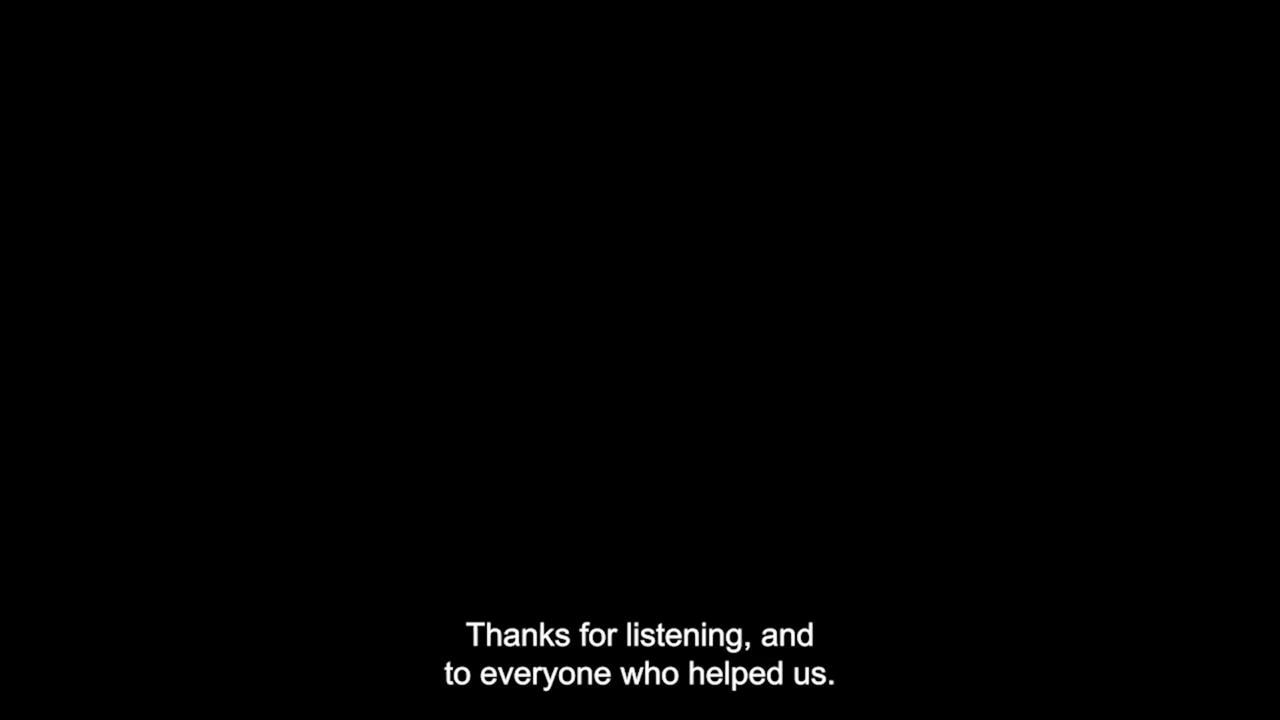 Thanks for listening, and
to everyone who helped us.